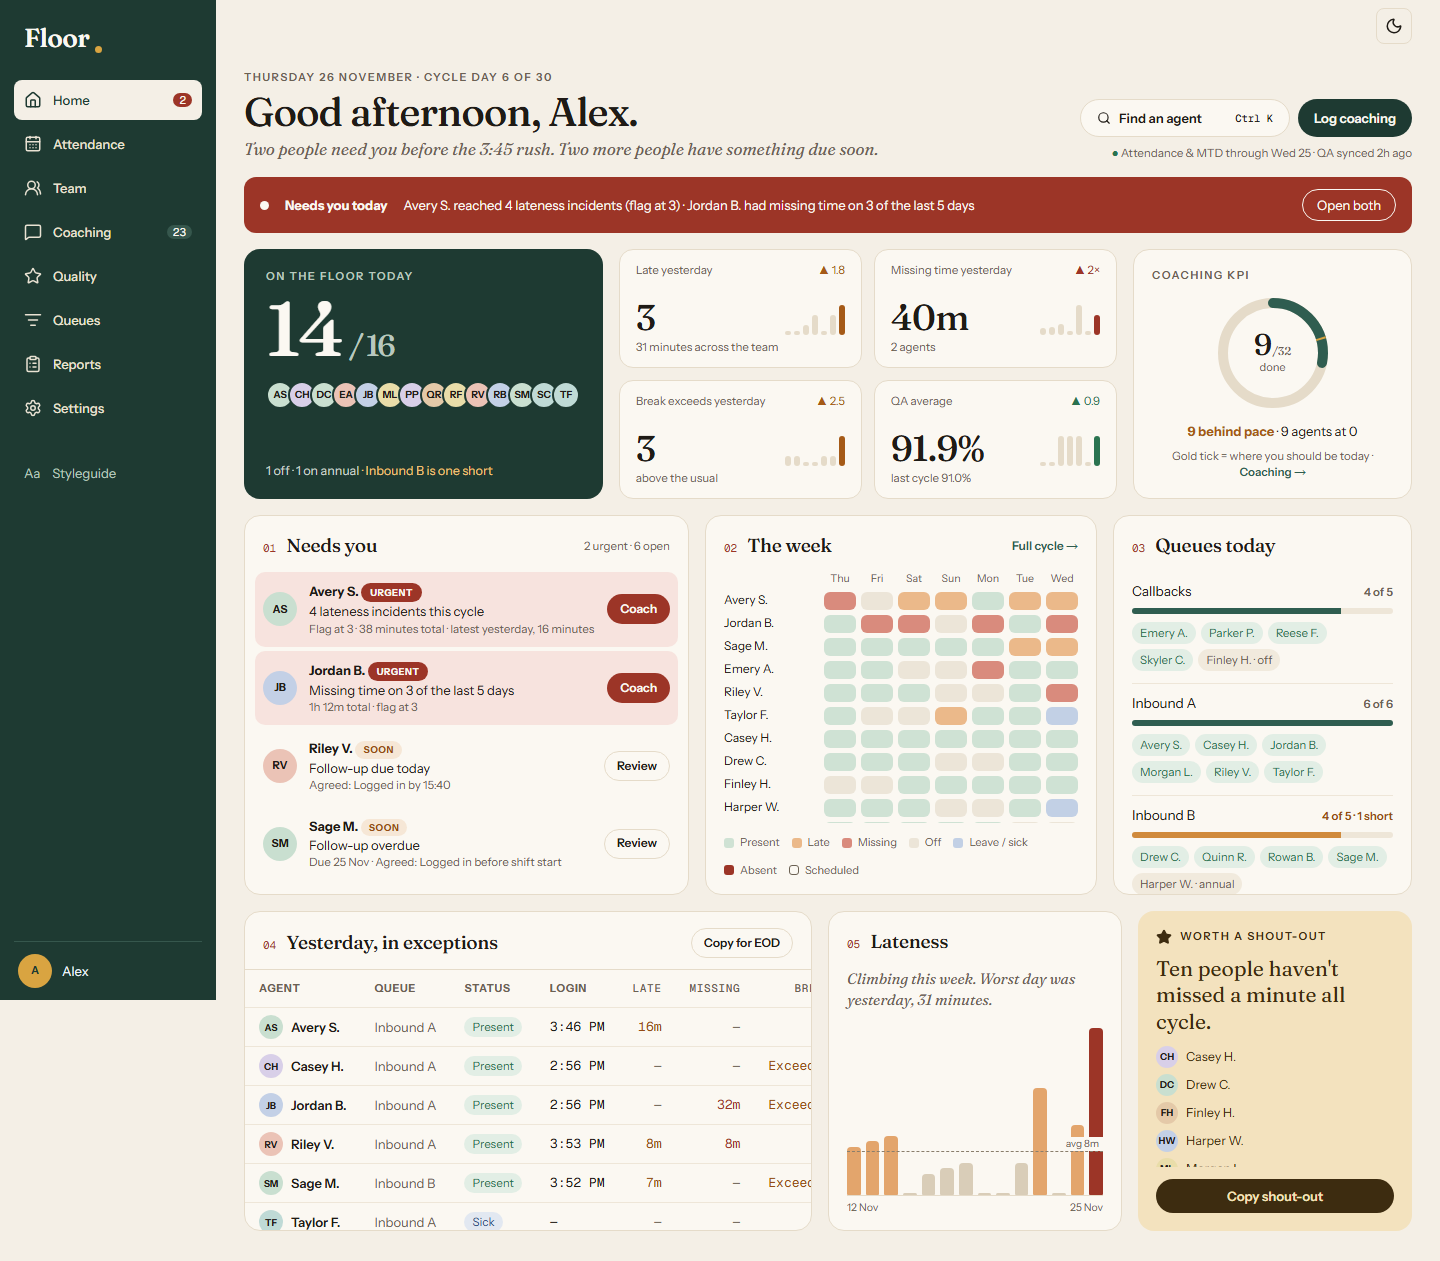 Floor.
Home 2
Attendance
Team
Coaching 23
Quality
Queues
Reports
Settings
Aa Styleguide
A Alex
THURSDAY 26 NOVEMBER · CYCLE DAY 6 OF 30
Good afternoon, Alex.
Two people need you before the 3:45 rush. Two more people have something due soon.
Find an agent Ctrl K
Log coaching
Attendance & MTD through Wed 25 · QA synced 2h ago
Needs you today Avery S. reached 4 lateness incidents (flag at 3) · Jordan B. had missing time on 3 of the last 5 days
Open both
ON THE FLOOR TODAY
14 /16
AS CH DC EA JB ML PP QR RF RV RB SM SC TF
1 off · 1 on annual · Inbound B is one short
Late yesterday ▲ 1.8
3
31 minutes across the team
Missing time yesterday ▲ 2×
40m
2 agents
Break exceeds yesterday ▲ 2.5
3
above the usual
QA average ▲ 0.9
91.9%
last cycle 91.0%
COACHING KPI
9/32
done
9 behind pace · 9 agents at 0
Gold tick = where you should be today ·
Coaching →
01 Needs you 2 urgent · 6 open
AS Avery S. URGENT
4 lateness incidents this cycle
Flag at 3 · 38 minutes total · latest yesterday, 16 minutes
Coach
JB Jordan B. URGENT
Missing time on 3 of the last 5 days
1h 12m total · flag at 3
Coach
RV Riley V. SOON
Follow-up due today
Agreed: Logged in by 15:40
Review
SM Sage M. SOON
Follow-up overdue
Due 25 Nov · Agreed: Logged in before shift start
Review
02 The week Full cycle →
Thu Fri Sat Sun Mon Tue Wed
Avery S.
Jordan B.
Sage M.
Emery A.
Riley V.
Taylor F.
Casey H.
Drew C.
Finley H.
Harper W.
Present Late Missing Off Leave / sick
Absent Scheduled
03 Queues today
Callbacks 4 of 5
Emery A. Parker P. Reese F.
Skyler C. Finley H. · off
Inbound A 6 of 6
Avery S. Casey H. Jordan B.
Morgan L. Riley V. Taylor F.
Inbound B 4 of 5 · 1 short
Drew C. Quinn R. Rowan B. Sage M.
Harper W. · annual
04 Yesterday, in exceptions Copy for EOD
AGENT QUEUE STATUS LOGIN LATE MISSING
AS Avery S. Inbound A Present 3:46 PM 16m –
CH Casey H. Inbound A Present 2:56 PM – –
JB Jordan B. Inbound A Present 2:56 PM – 32m
RV Riley V. Inbound A Present 3:53 PM 8m 8m
SM Sage M. Inbound B Present 3:52 PM 7m –
TF Taylor F. Inbound A Sick – – –
05 Lateness
Climbing this week. Worst day was
yesterday, 31 minutes.
avg 8m
12 Nov 25 Nov
★ WORTH A SHOUT-OUT
Ten people haven't
missed a minute all
cycle.
CH Casey H.
DC Drew C.
FH Finley H.
HW Harper W.
Copy shout-out